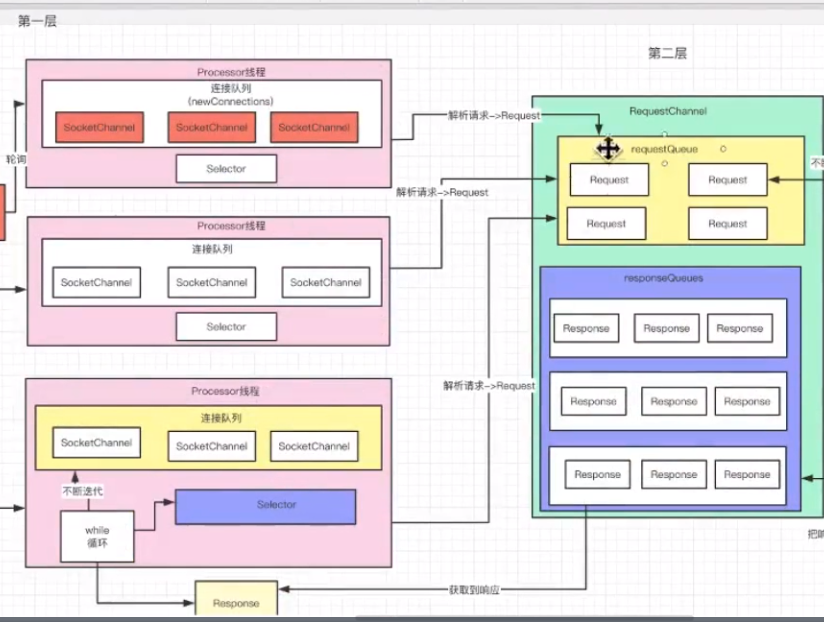 第一层
Processor线程
连接队列
(newConnections)
SocketChannel
SocketChannel
SocketChannel
Selector
轮询
Processor线程
连接队列
SocketChannel
SocketChannel
SocketChannel
Selector
Processor线程
连接队列
SocketChannel
SocketChannel
SocketChannel
不断迭代
while
循环
Selector
Response
解析请求->Request
解析请求->Request
解析请求->Request
获取到响应
第二层
RequestChannel
requestQueue
Request
Request
Request
Request
不断
responseQueues
Response
Response
Response
Response
Response
Response
Response
Response
Response
把响